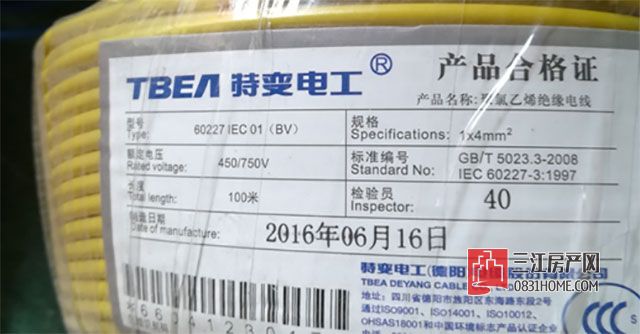 TBEA 特变电工® 产品合格证
产品名称:聚氯乙烯绝缘电线
型号 60227 IEC 01(BV) 规格 1x4mm²
Type: Specifications:
额定电压 450/750V 标准编号 GB/T 5023.3-2008
Rated voltage: Standard No: IEC 60227-3:1997
长度 100米 检验员 40
Total length: Inspector:
制造日期 2016年06月16日
Date of manufacture:
特变电工(德阳
TBEA DEYANG CABLE
地址:四川省德阳市旌阳区东海路东段2号
通过ISO9001、ISO14001、ISO10012、
OHSAS18001和中国环境标志产品认证
三江房产网
0831HOME.COM